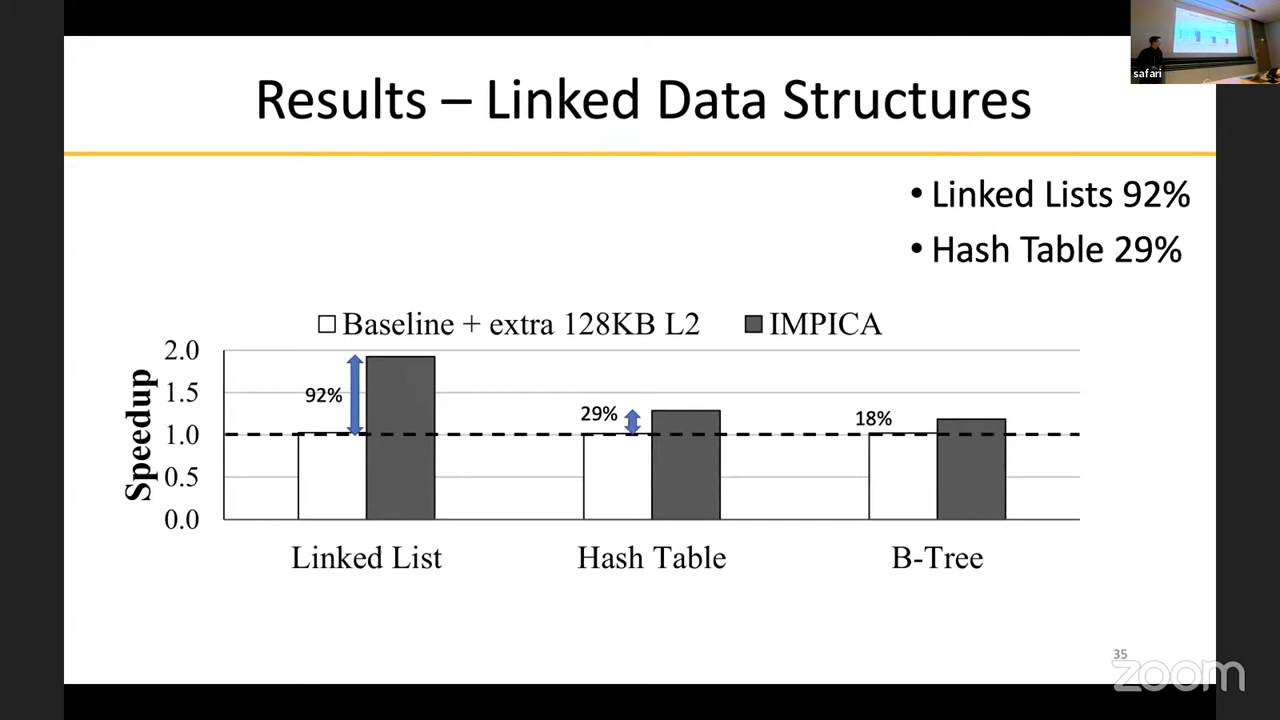 safari
Results – Linked Data Structures
• Linked Lists 92%
• Hash Table 29%
Baseline + extra 128KB L2
IMPICA
Speedup
2.0
1.5
1.0
0.5
0.0
92%
29%
18%
Linked List
Hash Table
B-Tree
35
zoom